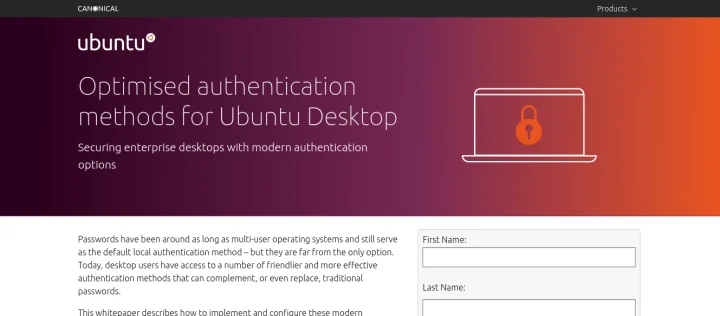 CANONICAL
Products
ubuntu
Optimised authentication
methods for Ubuntu Desktop
Securing enterprise desktops with modern authentication
options
Passwords have been around as long as multi-user operating systems and still serve
as the default local authentication method – but they are far from the only option.
Today, desktop users have access to a number of friendlier and more effective
authentication methods that can complement, or even replace, traditional
passwords.
This whitepaper describes how to implement and configure these modern
First Name:
Last Name: